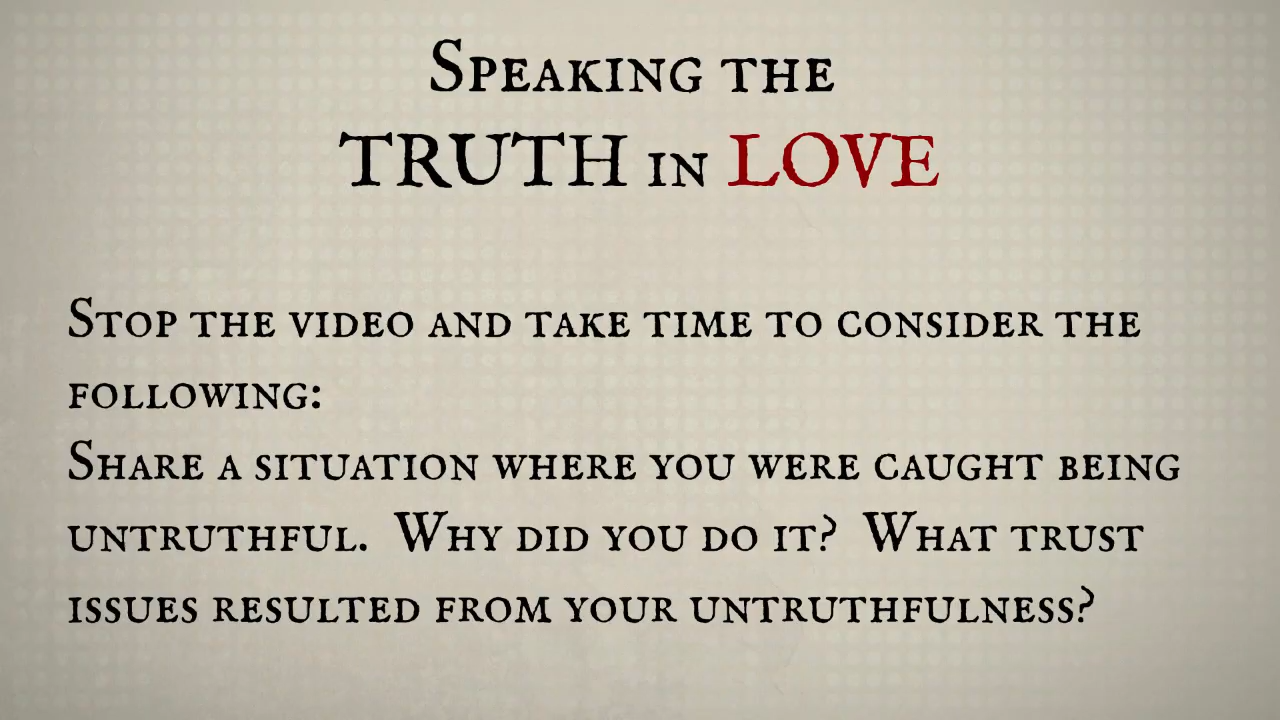 Speaking the
TRUTH in LOVE
Stop the video and take time to consider the
following:
Share a situation where you were caught being
untruthful.  Why did you do it?  What trust
issues resulted from your untruthfulness?